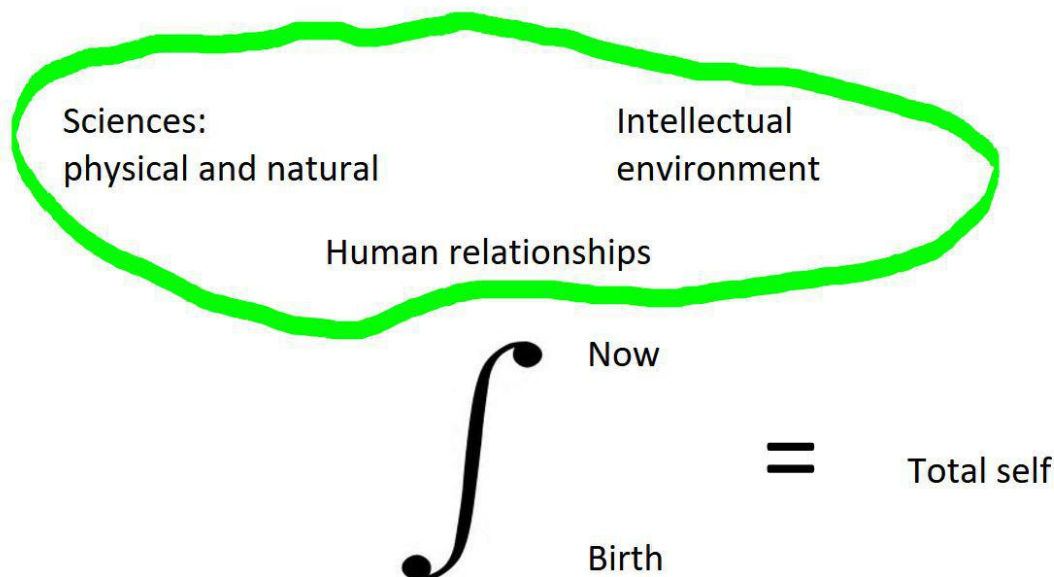 Sciences:
physical and natural
Intellectual
environment
Human relationships
∫
Now
=
Total self
Birth